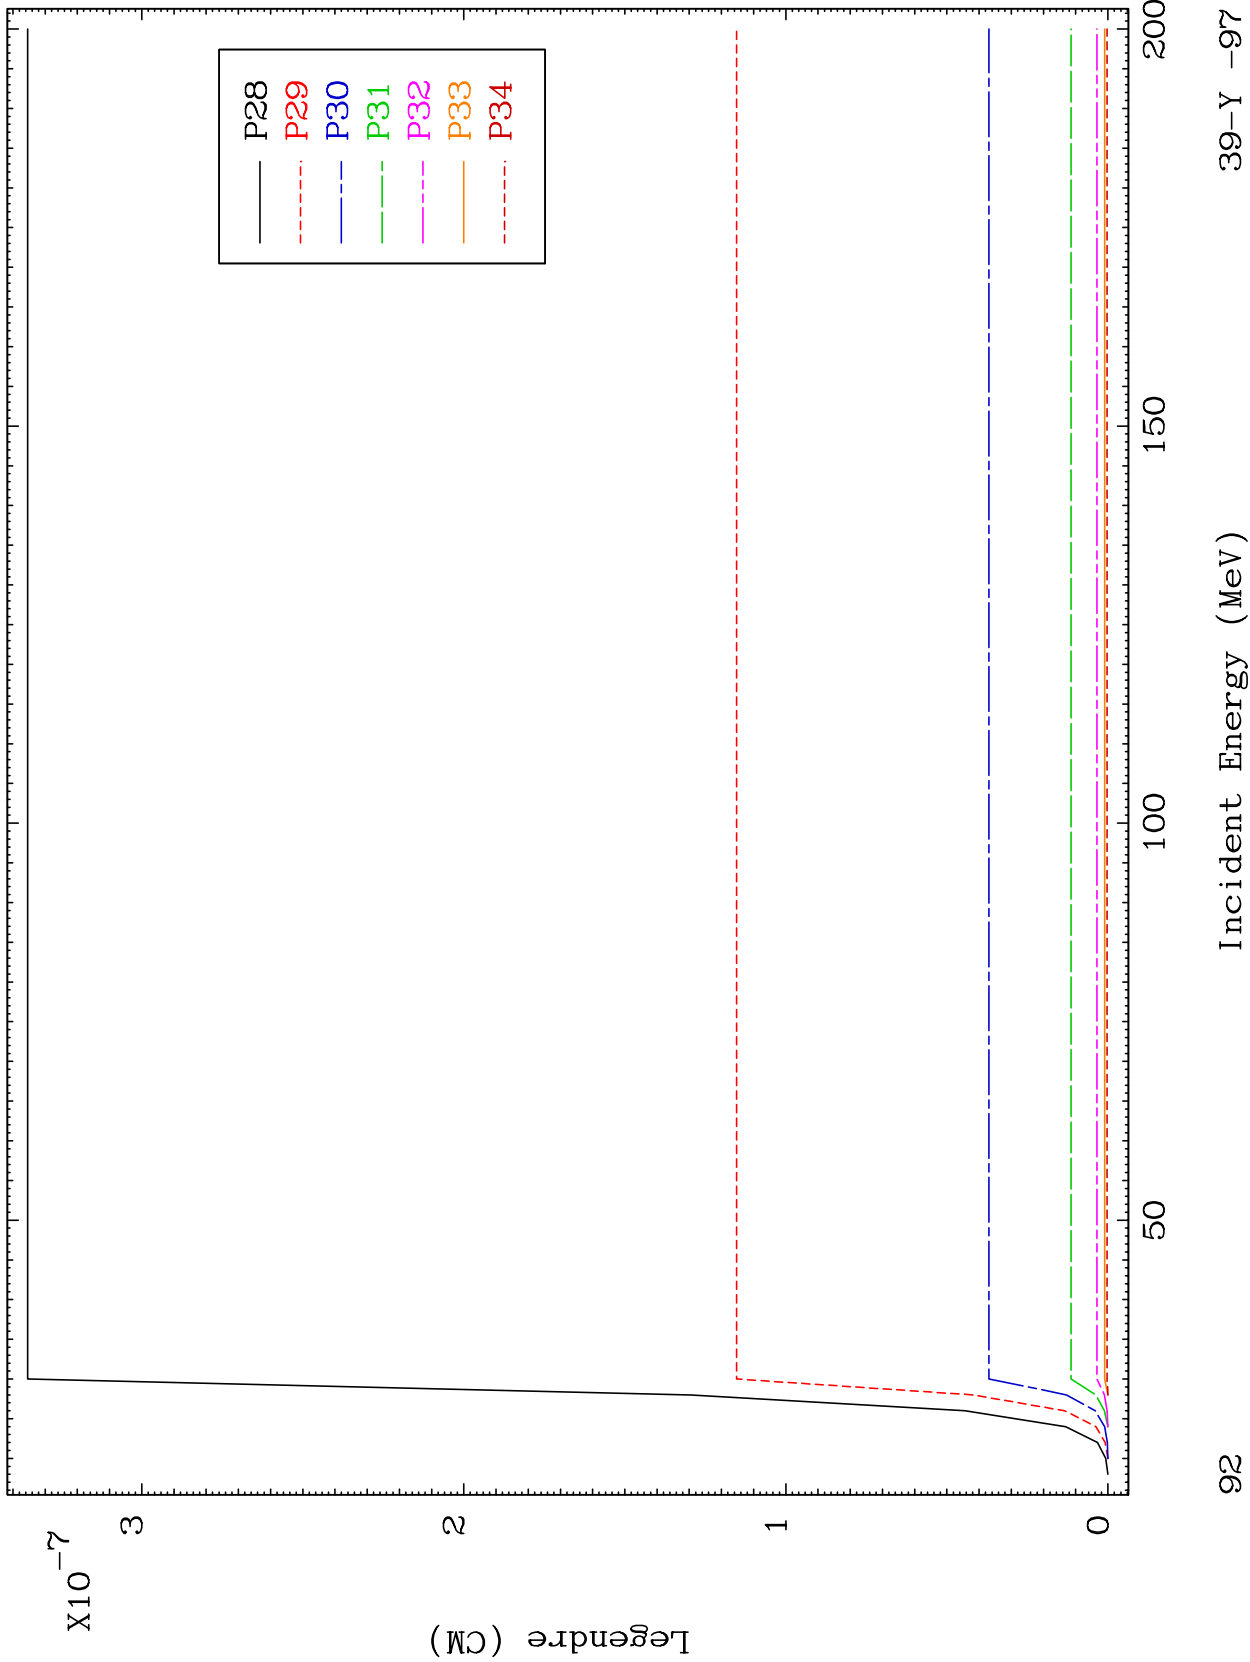 X10-7
Legendre (CM)
3
2
1
0
P28
P29
P30
P31
P32
P33
P34
50
100
150
200
Incident Energy (MeV)
92
39-Y -97